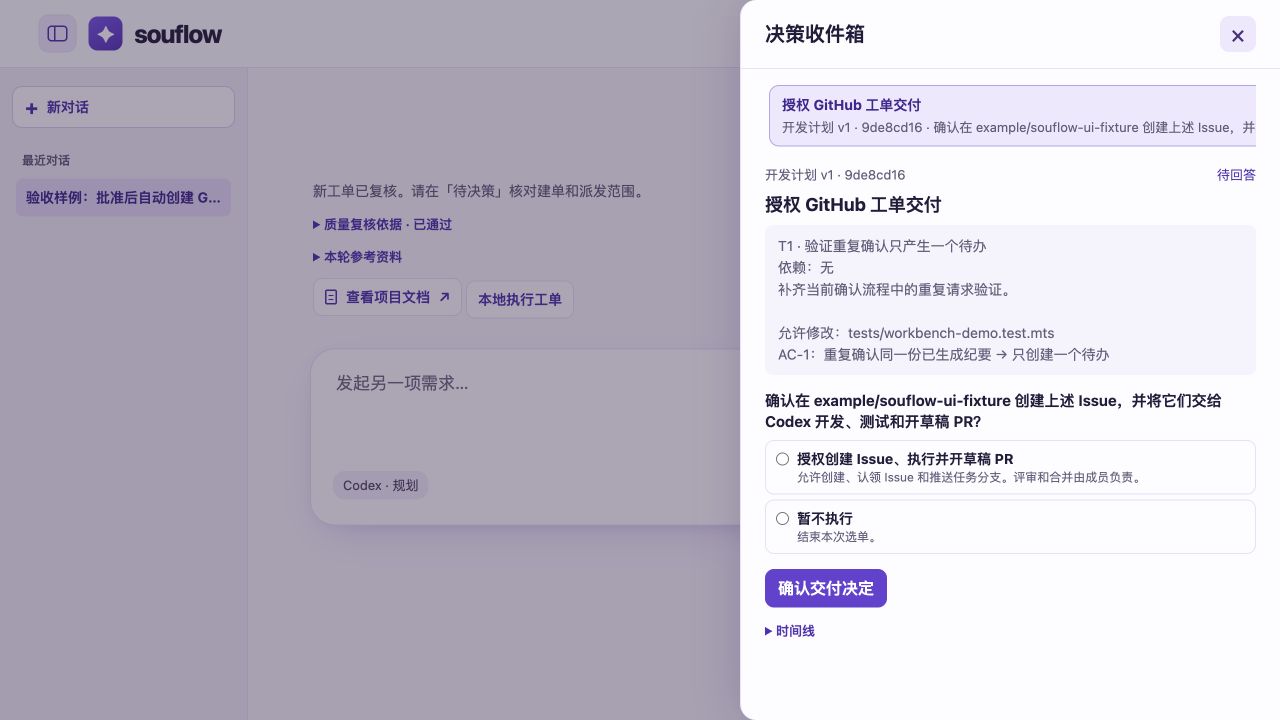 souflow
新对话
最近对话
验收样例：批准后自动创建 G...
新工单已复核。请在「待决策」核对建单和派发范围。
质量复核依据 · 已通过
本轮参考资料
查看项目文档
本地执行工单
发起另一项需求...
Codex · 规划
决策收件箱
授权 GitHub 工单交付
开发计划 v1 · 9de8cd16 · 确认在 example/souflow-ui-fixture 创建上述 Issue，并
开发计划 v1 · 9de8cd16
待回答
授权 GitHub 工单交付
T1 · 验证重复确认只产生一个待办
依赖：无
补齐当前确认流程中的重复请求验证。
允许修改：tests/workbench-demo.test.mts
AC-1：重复确认同一份已生成纪要 → 只创建一个待办
确认在 example/souflow-ui-fixture 创建上述 Issue，并将它们交给
Codex 开发、测试和开草稿 PR?
授权创建 Issue、执行并开草稿 PR
允许创建、认领 Issue 和推送任务分支。评审和合并由成员负责。
暂不执行
结束本次选单。
确认交付决定
时间线